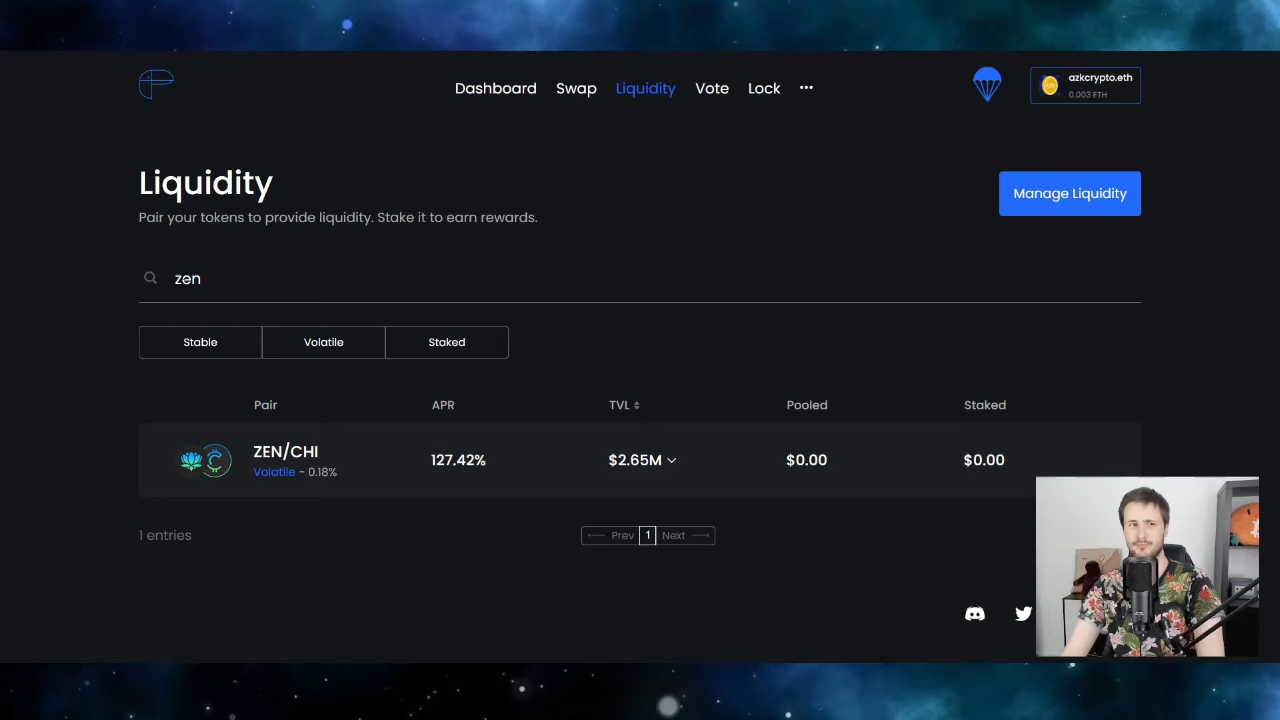 Dashboard Swap Liquidity Vote Lock ···
azkcrypto.eth
0.003 ETH
Liquidity
Manage Liquidity
Pair your tokens to provide liquidity. Stake it to earn rewards.
zen
Stable Volatile Staked
Pair APR TVL Pooled Staked
ZEN/CHI 127.42% $2.65M $0.00 $0.00
Volatile - 0.18%
1 entries
Prev 1 Next